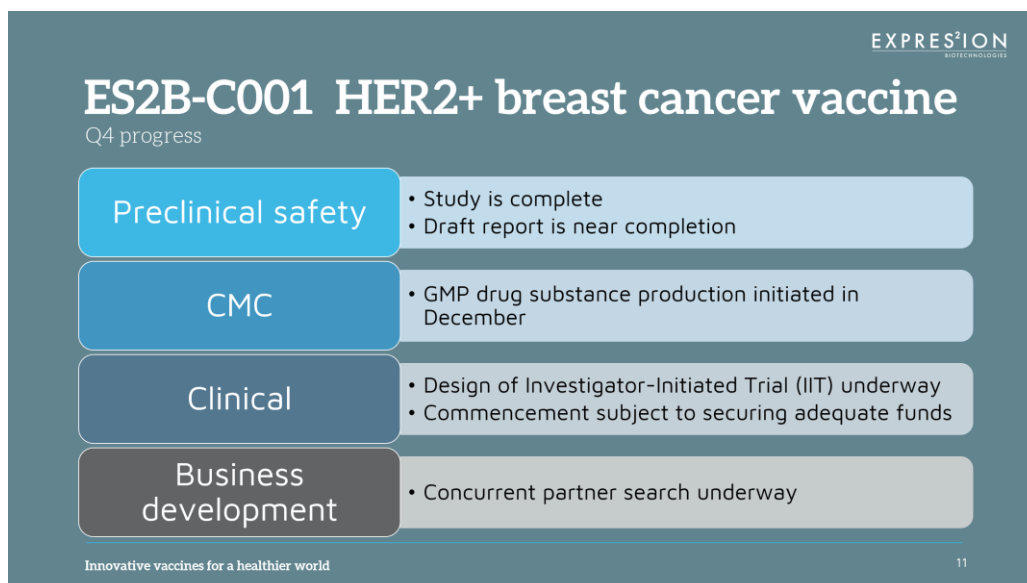 EXPRES²ION
BIOTECHNOLOGIES
ES2B-C001 HER2+ breast cancer vaccine
Q4 progress
Preclinical safety
• Study is complete
• Draft report is near completion
CMC
• GMP drug substance production initiated in
December
Clinical
• Design of Investigator-Initiated Trial (IIT) underway
• Commencement subject to securing adequate funds
Business
development
• Concurrent partner search underway
Innovative vaccines for a healthier world
11